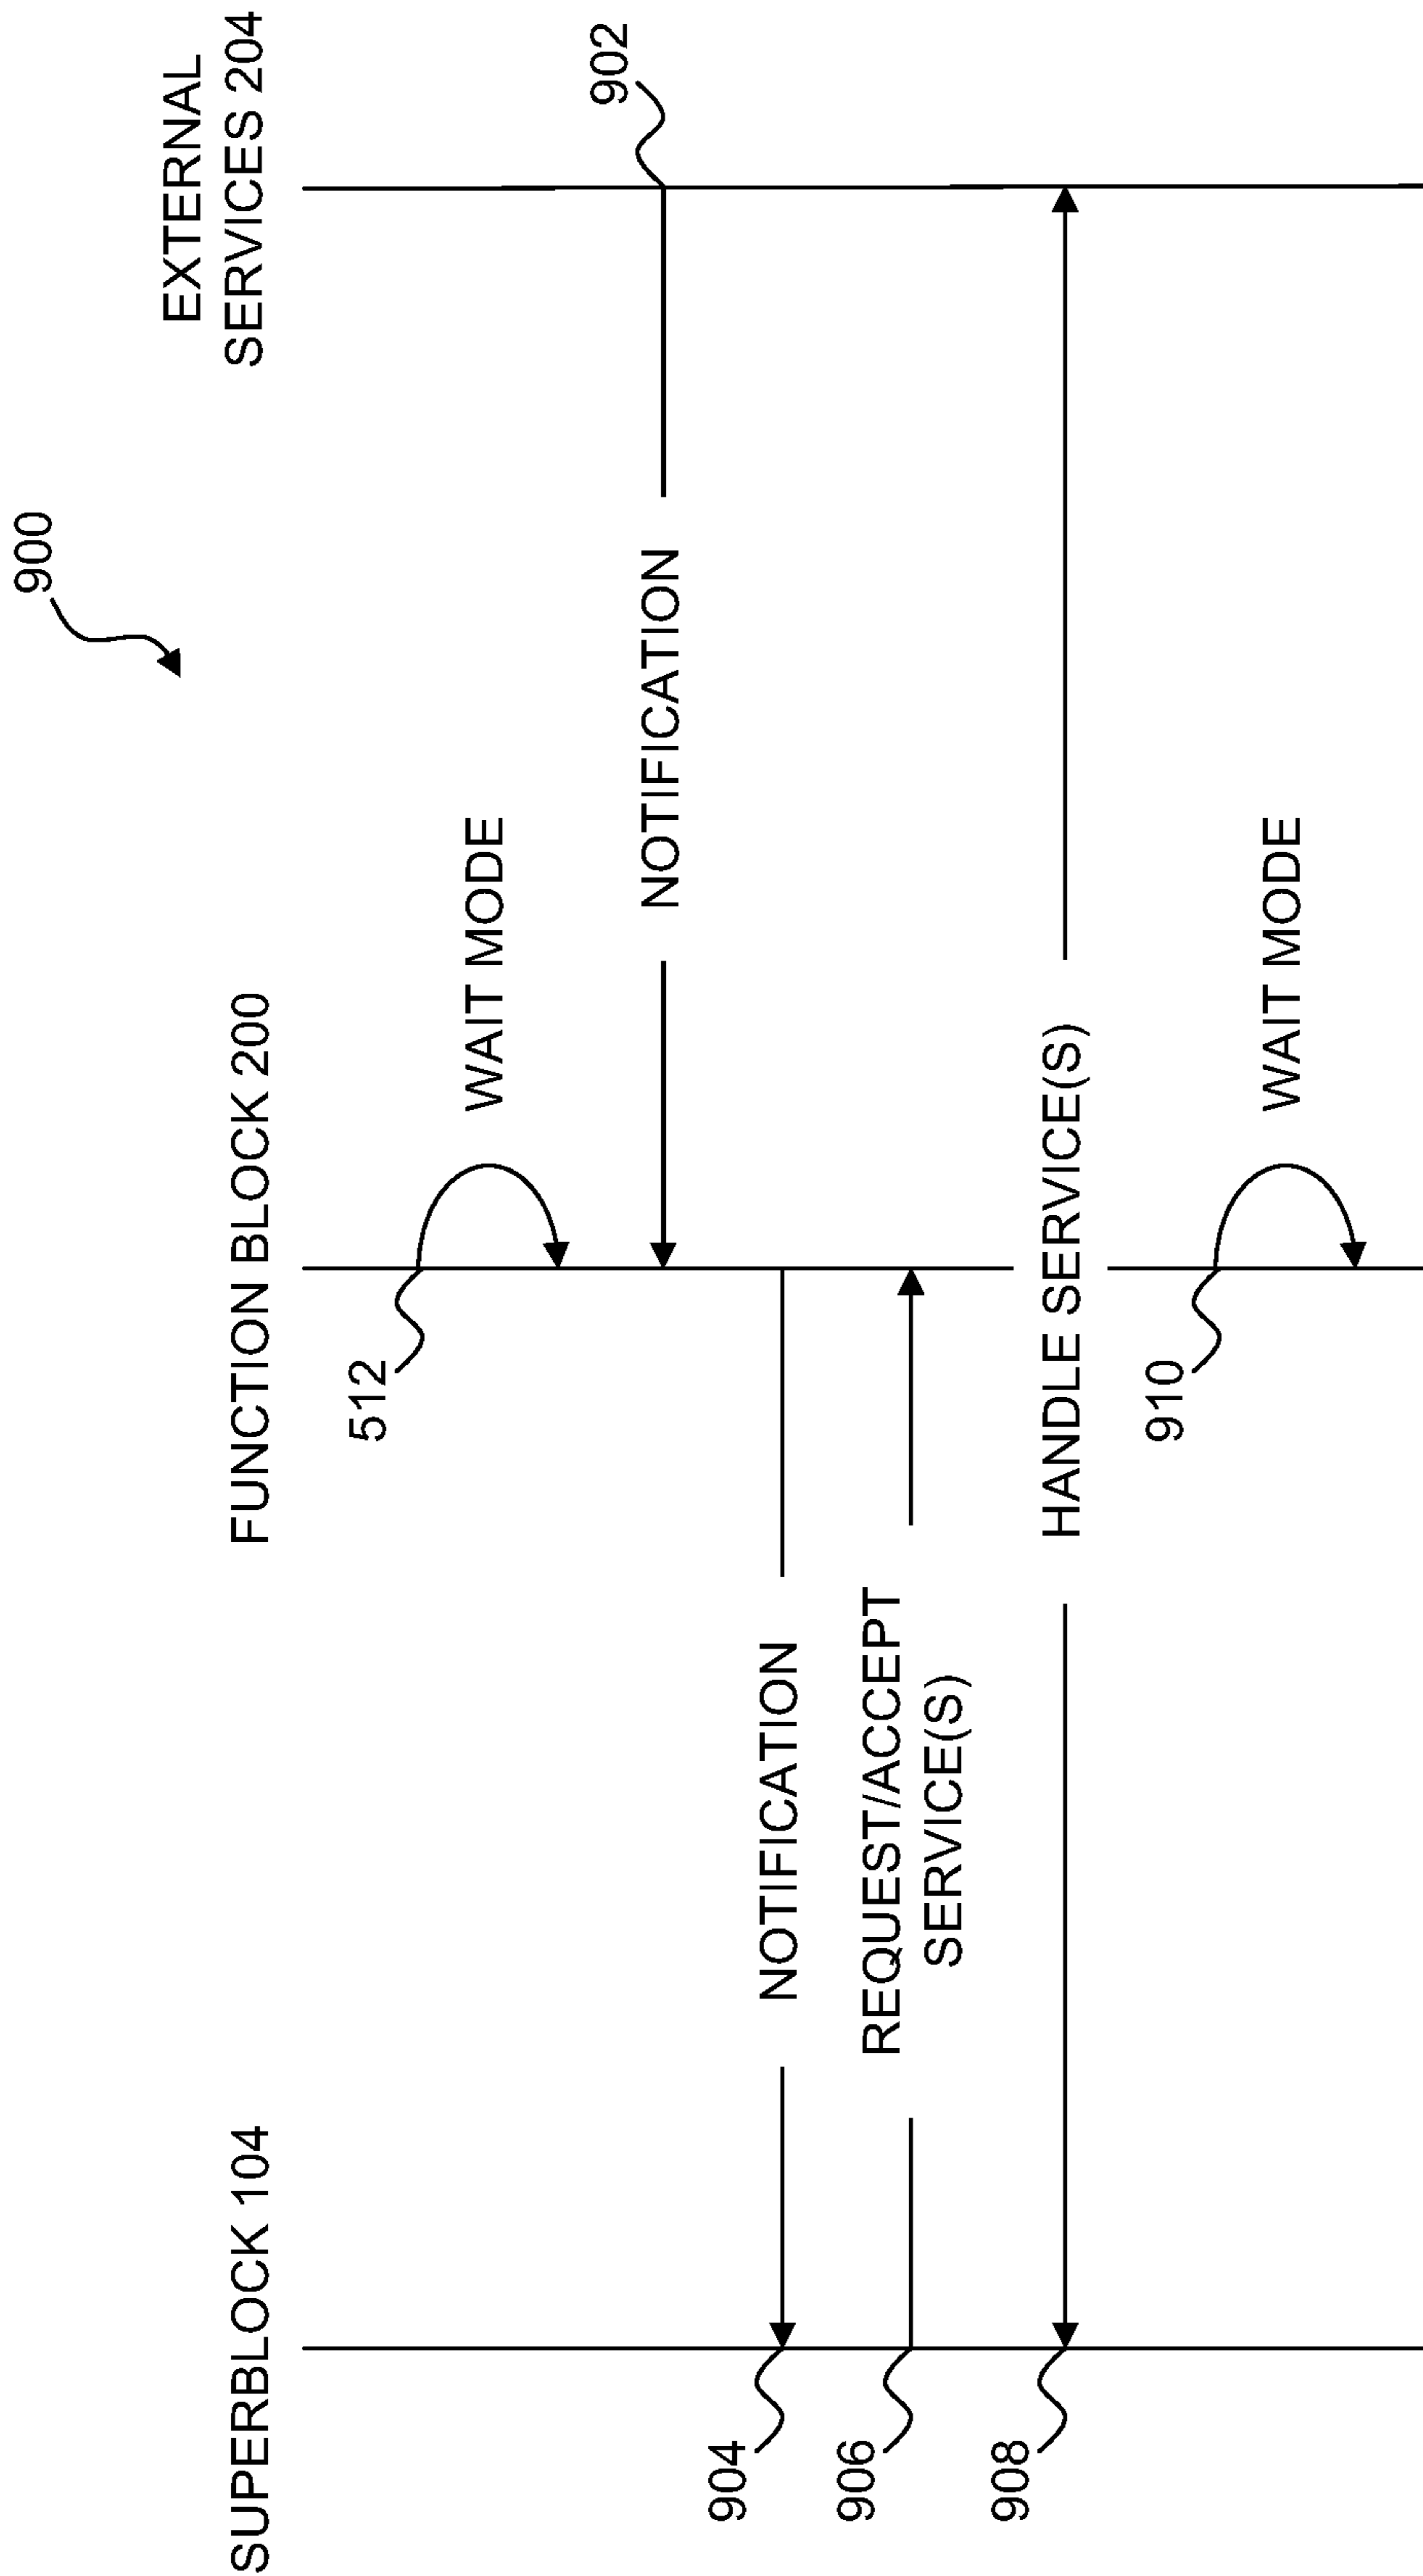 900
SUPERBLOCK 104
FUNCTION BLOCK 200
EXTERNAL
SERVICES 204
512
WAIT MODE
902
NOTIFICATION
904
NOTIFICATION
906
REQUEST/ACCEPT
SERVICE(S)
908
HANDLE SERVICE(S)
910
WAIT MODE